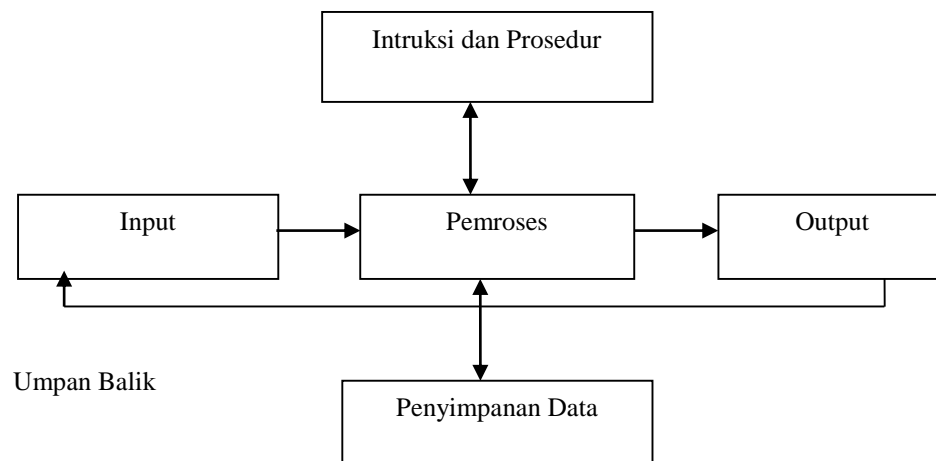 Intruksi dan Prosedur
Input
Pemroses
Output
Umpan Balik
Penyimpanan Data